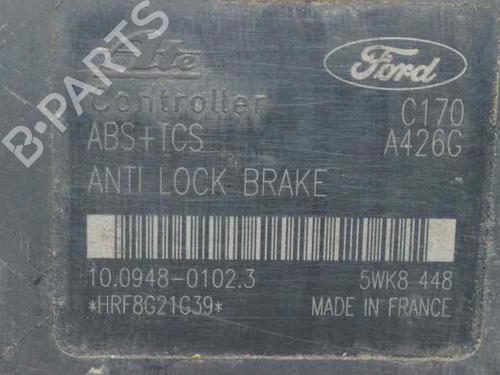 B-PARTS
Ate
Ford
Controller
C170
ABS+TCS
A426G
ANTI LOCK BRAKE
10.0948-0102.3
5WK8 448
*HRF8G21G39*
MADE IN FRANCE